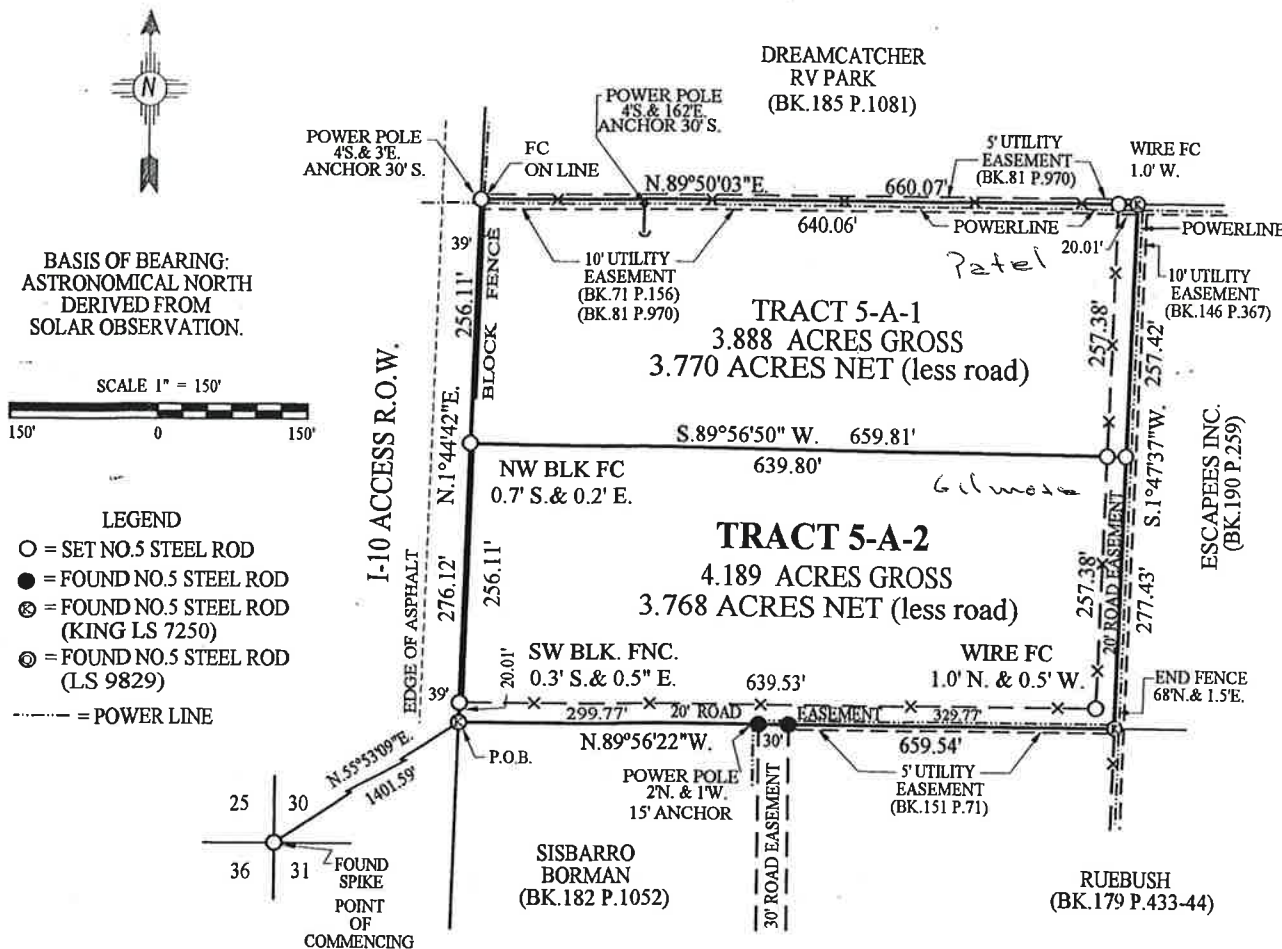 N
DREAMCATCHER
RV PARK
(BK.185 P.1081)
POWER POLE
4'S.& 162'E.
ANCHOR 30' S.
POWER POLE
4'S.& 3'E.
ANCHOR 30' S.
FC
ON LINE
5' UTILITY
EASEMENT
(BK.81 P.970)
WIRE FC
1.0' W.
N.89°50'03"E. 660.07'
640.06'
POWERLINE
20.01'
POWERLINE
39'
10' UTILITY
EASEMENT
(BK.71 P.156)
(BK.81 P.970)
Patel
10' UTILITY
EASEMENT
(BK.146 P.367)
BASIS OF BEARING:
ASTRONOMICAL NORTH
DERIVED FROM
SOLAR OBSERVATION.
256.11'
BLOCK FENCE
TRACT 5-A-1
3.888 ACRES GROSS
3.770 ACRES NET (less road)
257.38'
257.42'
SCALE 1" = 150'
150' 0 150'
I-10 ACCESS R.O.W.
N.1°44'42"E.
S.89°56'50" W. 659.81'
639.80'
NW BLK FC
0.7' S.& 0.2' E.
Gilmore
S.1°47'37"W.
ESCAPEES INC.
(BK.190 P.259)
LEGEND
= SET NO.5 STEEL ROD
= FOUND NO.5 STEEL ROD
= FOUND NO.5 STEEL ROD
(KING LS 7250)
= FOUND NO.5 STEEL ROD
(LS 9829)
= POWER LINE
EDGE OF ASPHALT
276.12'
256.11'
TRACT 5-A-2
4.189 ACRES GROSS
3.768 ACRES NET (less road)
257.38'
20' ROAD EASEMENT
277.43'
SW BLK. FNC.
0.3' S.& 0.5" E.
WIRE FC
1.0' N. & 0.5' W.
END FENCE
68'N.& 1.5'E.
39'
20.01'
639.53'
299.77' 20' ROAD EASEMENT 329.77'
P.O.B.
N.89°56'22"W.
30'
659.54'
POWER POLE
2'N. & 1'W.
15' ANCHOR
5' UTILITY
EASEMENT
(BK.151 P.71)
N.55°53'09"E.
1401.59'
25 30
36 31
FOUND
SPIKE
POINT
OF
COMMENCING
SISBARRO
BORMAN
(BK.182 P.1052)
30' ROAD EASEMENT
RUEBUSH
(BK.179 P.433-44)